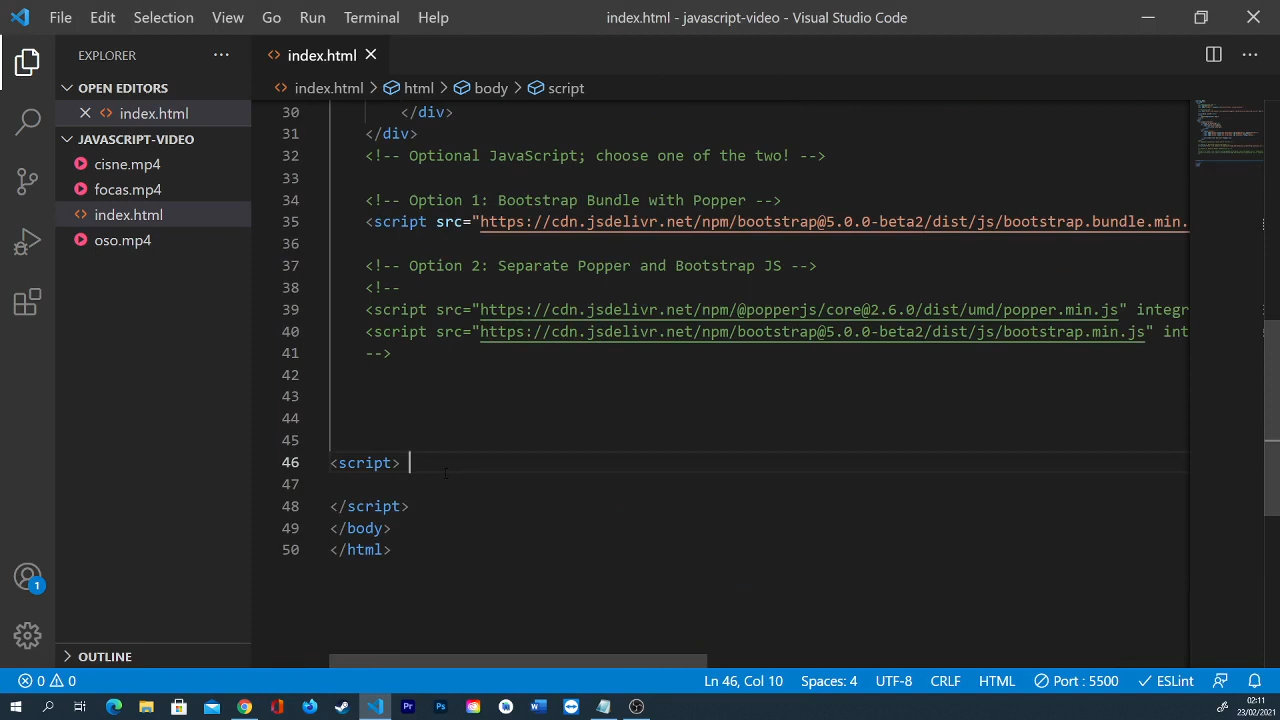 File Edit Selection View Go Run Terminal Help index.html - javascript-video - Visual Studio Code
EXPLORER
OPEN EDITORS
index.html
JAVASCRIPT-VIDEO
cisne.mp4
focas.mp4
index.html
oso.mp4
OUTLINE
index.html
index.html > html > body > script
30 </div>
31 </div>
32 <!-- Optional JavaScript; choose one of the two! -->
33
34 <!-- Option 1: Bootstrap Bundle with Popper -->
35 <script src="https://cdn.jsdelivr.net/npm/bootstrap@5.0.0-beta2/dist/js/bootstrap.bundle.min.
36
37 <!-- Option 2: Separate Popper and Bootstrap JS -->
38 <!--
39 <script src="https://cdn.jsdelivr.net/npm/@popperjs/core@2.6.0/dist/umd/popper.min.js" integr
40 <script src="https://cdn.jsdelivr.net/npm/bootstrap@5.0.0-beta2/dist/js/bootstrap.min.js" int
41 -->
42
43
44
45
46 <script>
47
48 </script>
49 </body>
50 </html>
1
0 0 Ln 46, Col 10 Spaces: 4 UTF-8 CRLF HTML Port : 5500 ESLint
02:11
23/02/2021